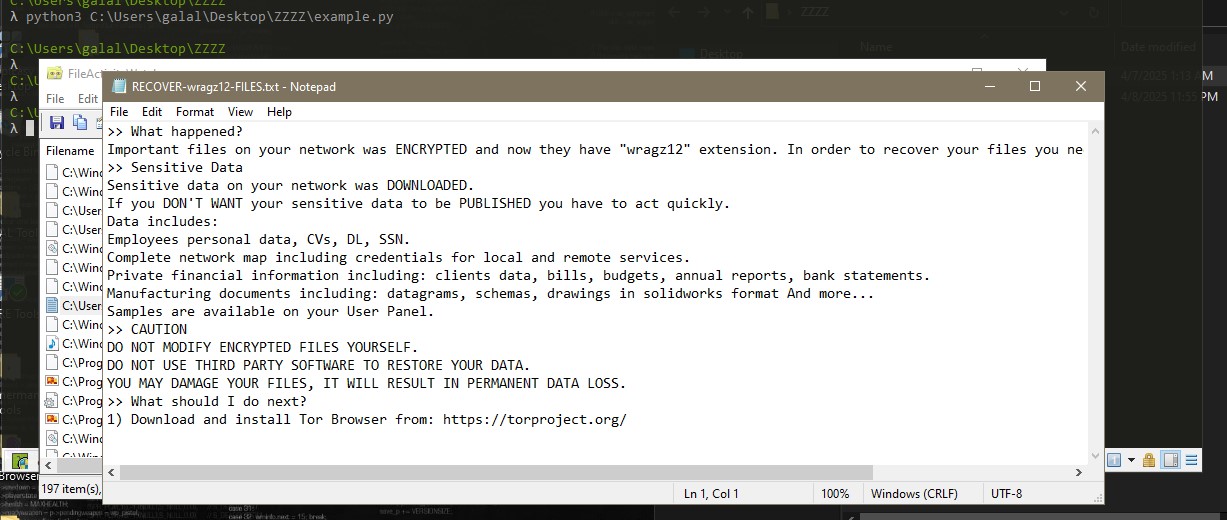 C:\Users\galal\Desktop\ZZZZ
λ python3 C:\Users\galal\Desktop\ZZZZ\example.py
ZZZZ
C:\Users\galal\Desktop\ZZZZ
Desktop
Name
Date modified
λ
FileActivityWatch
4/7/2025 1:13 AM
C:\U
RECOVER-wragz12-FILES.txt - Notepad
λ
File Edit
4/8/2025 11:55 PM
File Edit Format View Help
C:\U
λ
>> What happened?
Important files on your network was ENCRYPTED and now they have "wragz12" extension. In order to recover your files you ne
>> Sensitive Data
Sensitive data on your network was DOWNLOADED.
If you DON'T WANT your sensitive data to be PUBLISHED you have to act quickly.
Data includes:
Employees personal data, CVs, DL, SSN.
Complete network map including credentials for local and remote services.
Private financial information including: clients data, bills, budgets, annual reports, bank statements.
Manufacturing documents including: datagrams, schemas, drawings in solidworks format And more...
Samples are available on your User Panel.
>> CAUTION
DO NOT MODIFY ENCRYPTED FILES YOURSELF.
DO NOT USE THIRD PARTY SOFTWARE TO RESTORE YOUR DATA.
YOU MAY DAMAGE YOUR FILES, IT WILL RESULT IN PERMANENT DATA LOSS.
>> What should I do next?
1) Download and install Tor Browser from: https://torproject.org/
Filename
C:\Wind
C:\Wind
C:\User
C:\User
C:\Wind
C:\Wind
C:\Wind
C:\User
C:\Wind
C:\Wind
C:\Prog
C:\Prog
C:\Prog
C:\Prog
C:\Wind
C:\Wind
197 item(s),
Ln 1, Col 1
100%
Windows (CRLF)
UTF-8